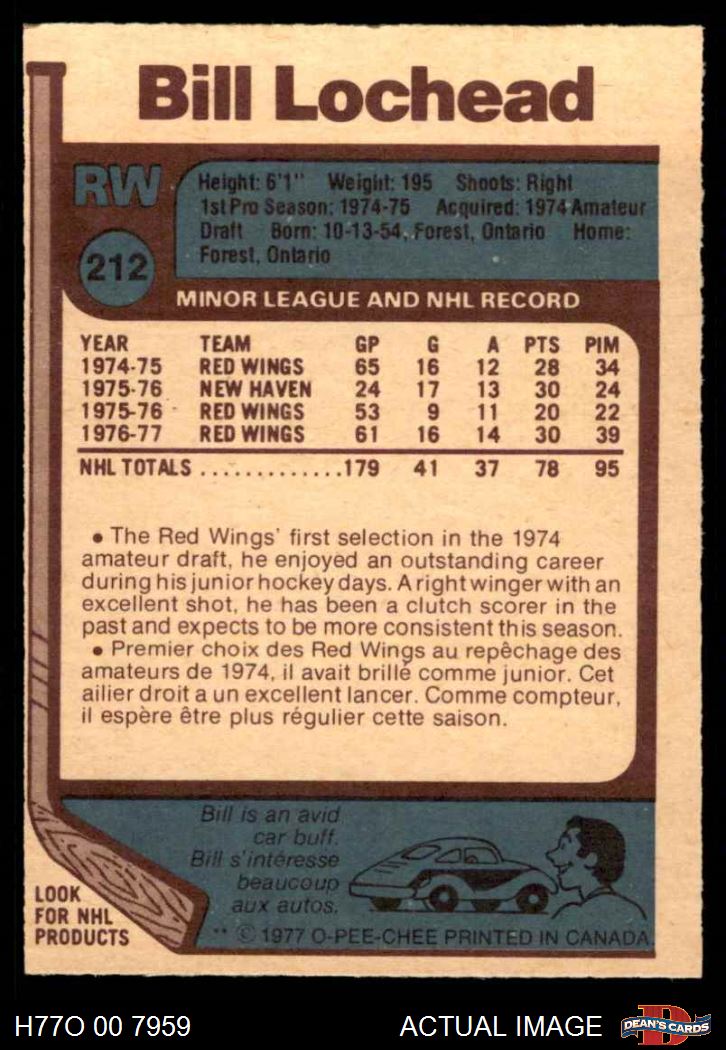 Bill Lochead
RW
Height: 6'1" Weight: 195 Shoots: Right
1st Pro Season: 1974-75 Acquired: 1974 Amateur
Draft Born: 10-13-54, Forest, Ontario Home:
Forest, Ontario
212
MINOR LEAGUE AND NHL RECORD
YEAR TEAM GP G A PTS PIM
1974-75 RED WINGS 65 16 12 28 34
1975-76 NEW HAVEN 24 17 13 30 24
1975-76 RED WINGS 53 9 11 20 22
1976-77 RED WINGS 61 16 14 30 39
NHL TOTALS .............179 41 37 78 95
• The Red Wings' first selection in the 1974
amateur draft, he enjoyed an outstanding career
during his junior hockey days. A right winger with an
excellent shot, he has been a clutch scorer in the
past and expects to be more consistent this season.
• Premier choix des Red Wings au repêchage des
amateurs de 1974, il avait brillé comme junior. Cet
ailier droit a un excellent lancer. Comme compteur,
il espère être plus régulier cette saison.
Bill is an avid
car buff.
Bill s'intéresse
beaucoup
aux autos.
LOOK
FOR NHL
PRODUCTS
** © 1977 O-PEE-CHEE PRINTED IN CANADA
H77O 00 7959 ACTUAL IMAGE D DEAN'S CARDS